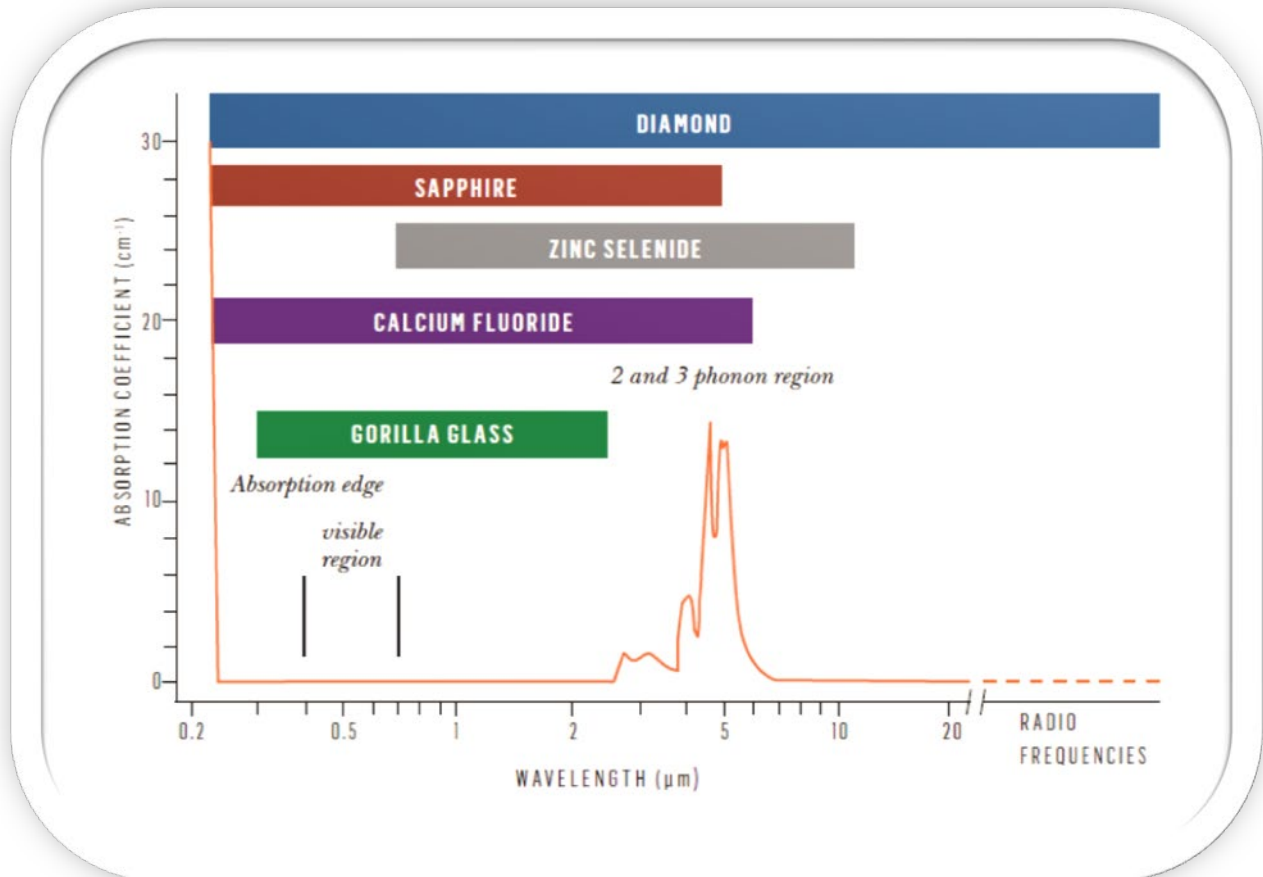 DIAMOND
30
SAPPHIRE
ZINC SELENIDE
ABSORPTION COEFFICIENT (cm⁻¹)
20
CALCIUM FLUORIDE
2 and 3 phonon region
GORILLA GLASS
Absorption edge
10
visible
region
0
0.2 0.5 1 2 5 10 20
RADIO
FREQUENCIES
WAVELENGTH (µm)